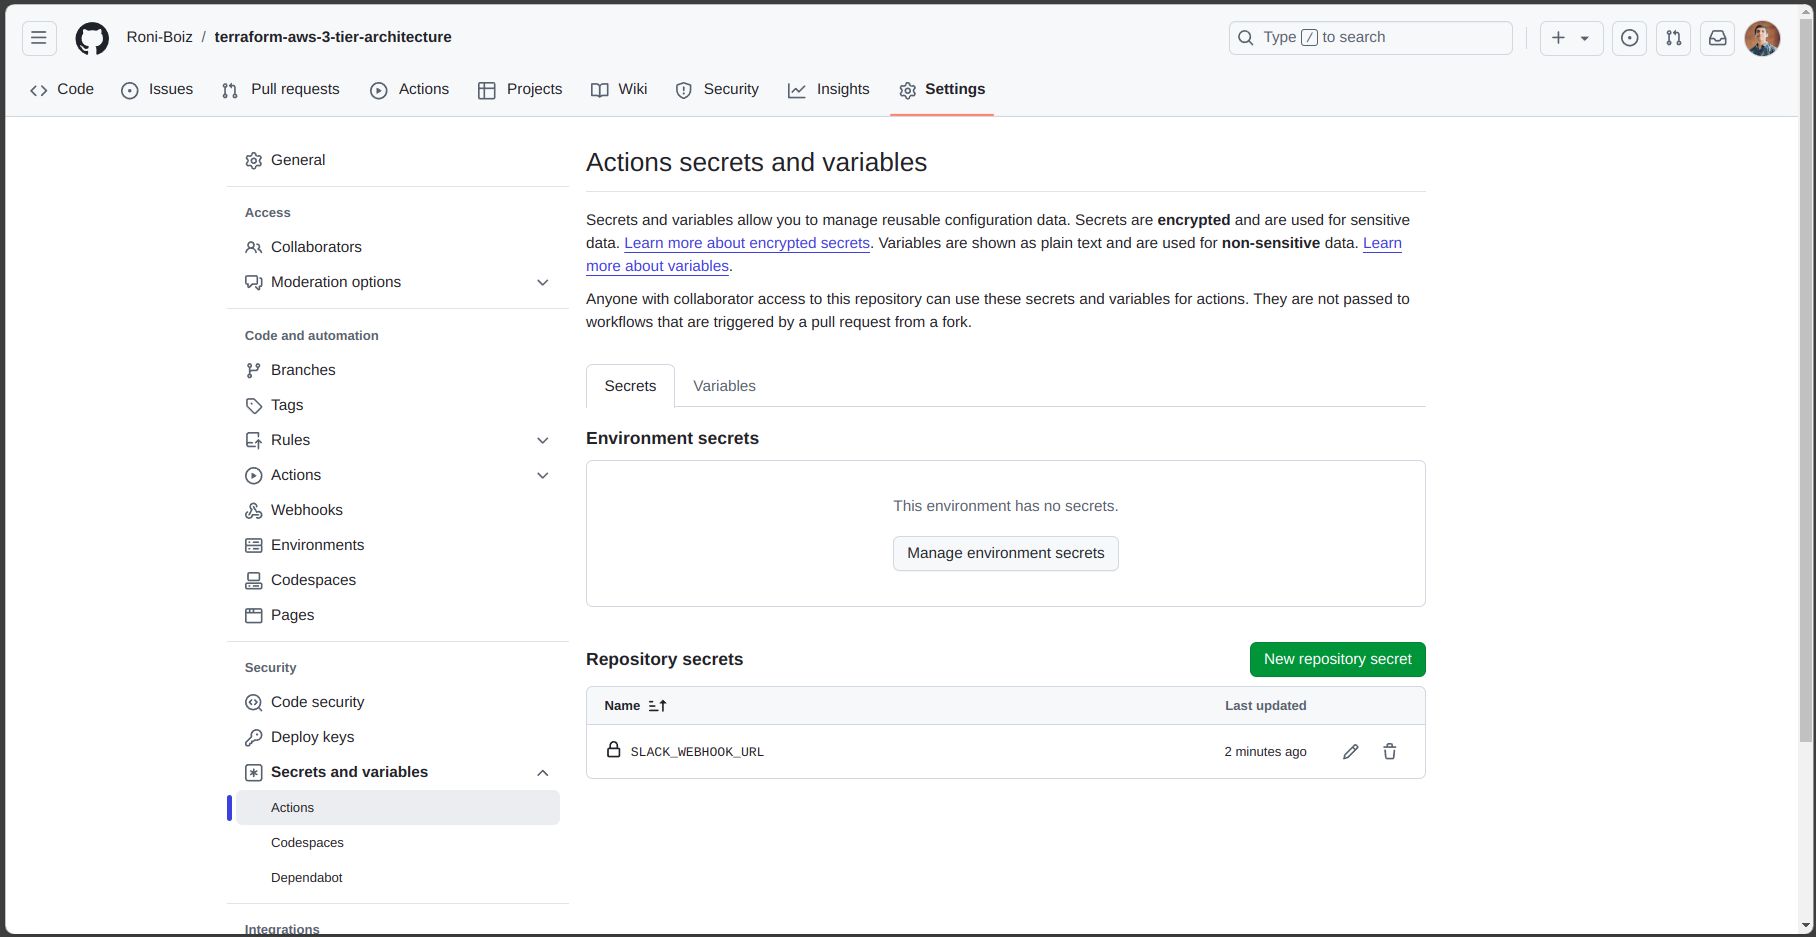 Roni-Boiz / terraform-aws-3-tier-architecture
Type / to search
Code Issues Pull requests Actions Projects Wiki Security Insights Settings
General
Access
Collaborators
Moderation options
Code and automation
Branches
Tags
Rules
Actions
Webhooks
Environments
Codespaces
Pages
Security
Code security
Deploy keys
Secrets and variables
Actions
Codespaces
Dependabot
Integrations
Actions secrets and variables
Secrets and variables allow you to manage reusable configuration data. Secrets are encrypted and are used for sensitive
data. Learn more about encrypted secrets. Variables are shown as plain text and are used for non-sensitive data. Learn
more about variables.
Anyone with collaborator access to this repository can use these secrets and variables for actions. They are not passed to
workflows that are triggered by a pull request from a fork.
Secrets Variables
Environment secrets
This environment has no secrets.
Manage environment secrets
Repository secrets New repository secret
Name Last updated
SLACK_WEBHOOK_URL 2 minutes ago